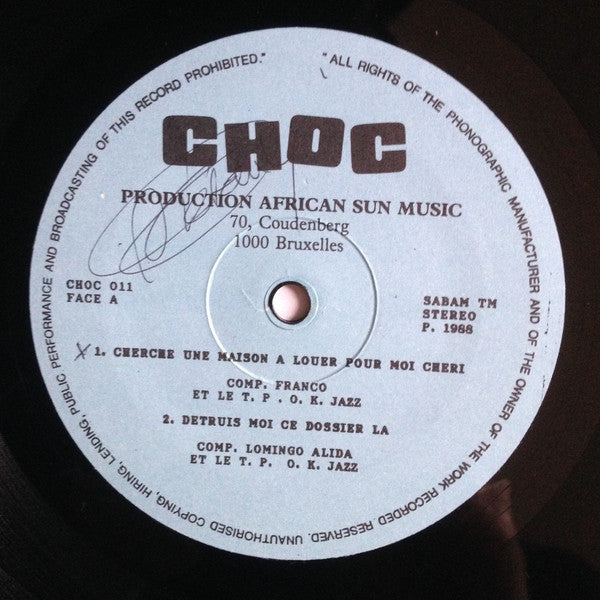 "ALL RIGHTS OF THE PHONOGRAPHIC MANUFACTURER AND OF THE OWNER OF THE WORK RECORDED RESERVED. UNAUTHORISED COPYING, HIRING, LENDING, PUBLIC PERFORMANCE AND BROADCASTING OF THIS RECORD PROHIBITED."
CHOC
PRODUCTION AFRICAN SUN MUSIC
70, Coudenberg
1000 Bruxelles
CHOC 011
FACE A
SABAM TM
STEREO
P. 1988
X 1. CHERCHE UNE MAISON A LOUER POUR MOI CHERI
COMP. FRANCO
ET LE T. P. O. K. JAZZ
2. DETRUIS MOI CE DOSSIER LA
COMP. LOMINGO ALIDA
ET LE T. P. O. K. JAZZ